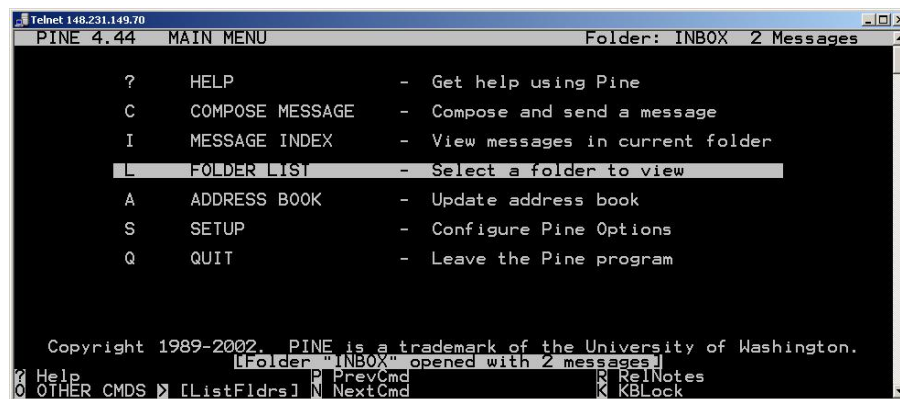 Telnet 148.231.149.70
PINE 4.44 MAIN MENU Folder: INBOX 2 Messages
? HELP - Get help using Pine
C COMPOSE MESSAGE - Compose and send a message
I MESSAGE INDEX - View messages in current folder
L FOLDER LIST - Select a folder to view
A ADDRESS BOOK - Update address book
S SETUP - Configure Pine Options
Q QUIT - Leave the Pine program
Copyright 1989-2002. PINE is a trademark of the University of Washington.
[Folder "INBOX" opened with 2 messages]
? Help P PrevCmd R RelNotes
O OTHER CMDS > [ListFldrs] N NextCmd K KBLock